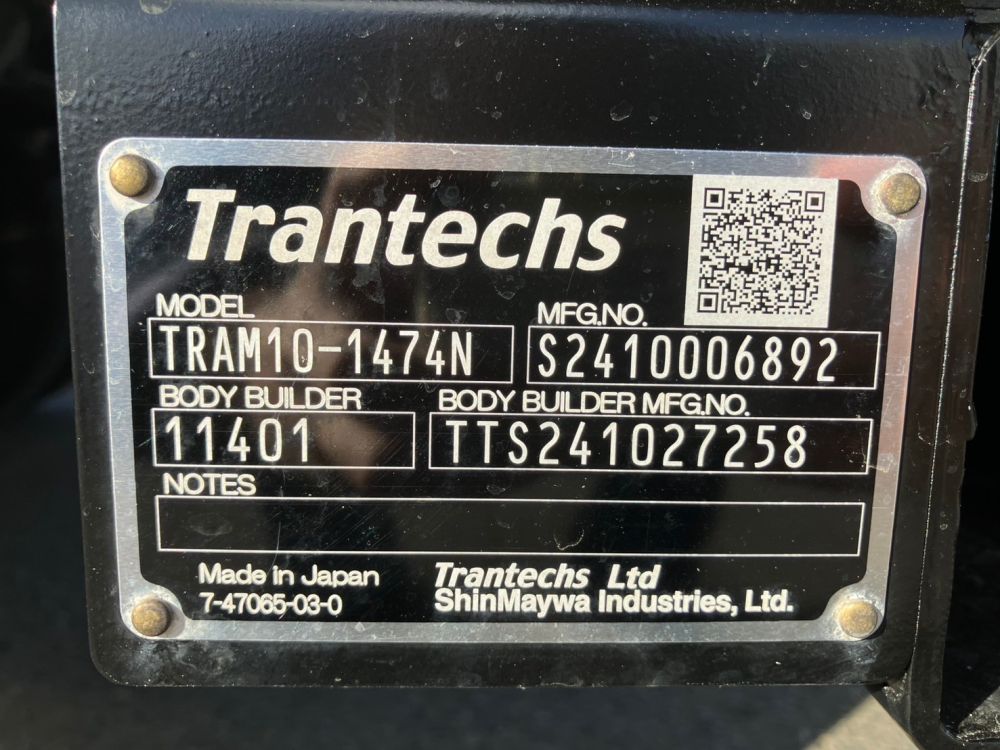 Trantechs
MODEL
MFG.NO.
TRAM10-1474N
S2410006892
BODY BUILDER
BODY BUILDER MFG.NO.
11401
TTS241027258
NOTES
Made in Japan
Trantechs Ltd
7-47065-03-0
ShinMaywa Industries, Ltd.